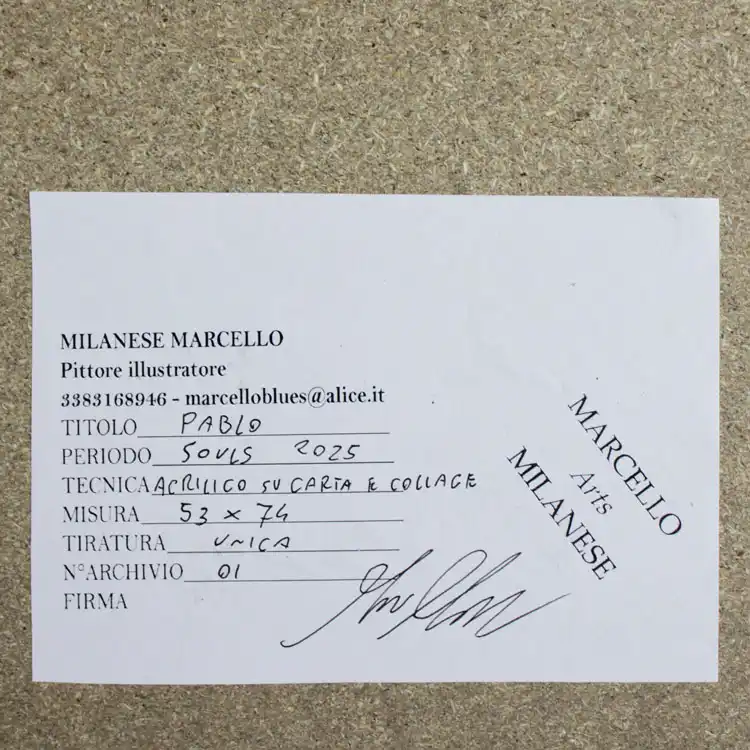 MILANESE MARCELLO
Pittore illustratore
3383168946 - marcelloblues@alice.it
TITOLO PABLO
PERIODO SOULS 2025
TECNICA ACRILICO SU CARTA E COLLAGE
MISURA 53 x 74
TIRATURA UNICA
N°ARCHIVIO 01
FIRMA
MARCELLO
Arts
MILANESE